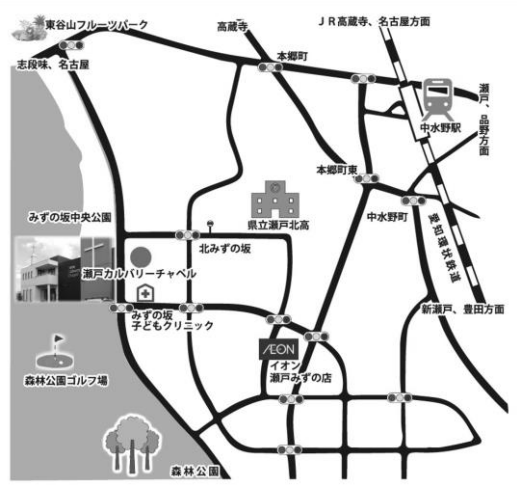 東谷山フルーツパーク
高蔵寺
JR高蔵寺、名古屋方面
志段味、名古屋
本郷町
瀬戸、品野方面
中水野駅
本郷町東
県立瀬戸北高
中水野町
みずの坂中央公園
北みずの坂
愛知環状鉄道
瀬戸カルバリーチャペル
みずの坂
子どもクリニック
新瀬戸、豊田方面
ÆON
イオン
瀬戸みずの店
森林公園ゴルフ場
森林公園